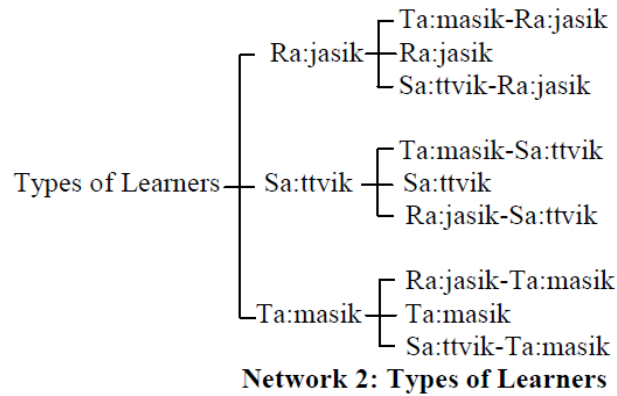 Ta:masik-Ra:jasik
Ra:jasik
Ra:jasik
Sa:ttvik-Ra:jasik
Ta:masik-Sa:ttvik
Types of Learners
Sa:ttvik
Sa:ttvik
Ra:jasik-Sa:ttvik
Ra:jasik-Ta:masik
Ta:masik
Ta:masik
Sa:ttvik-Ta:masik
Network 2: Types of Learners